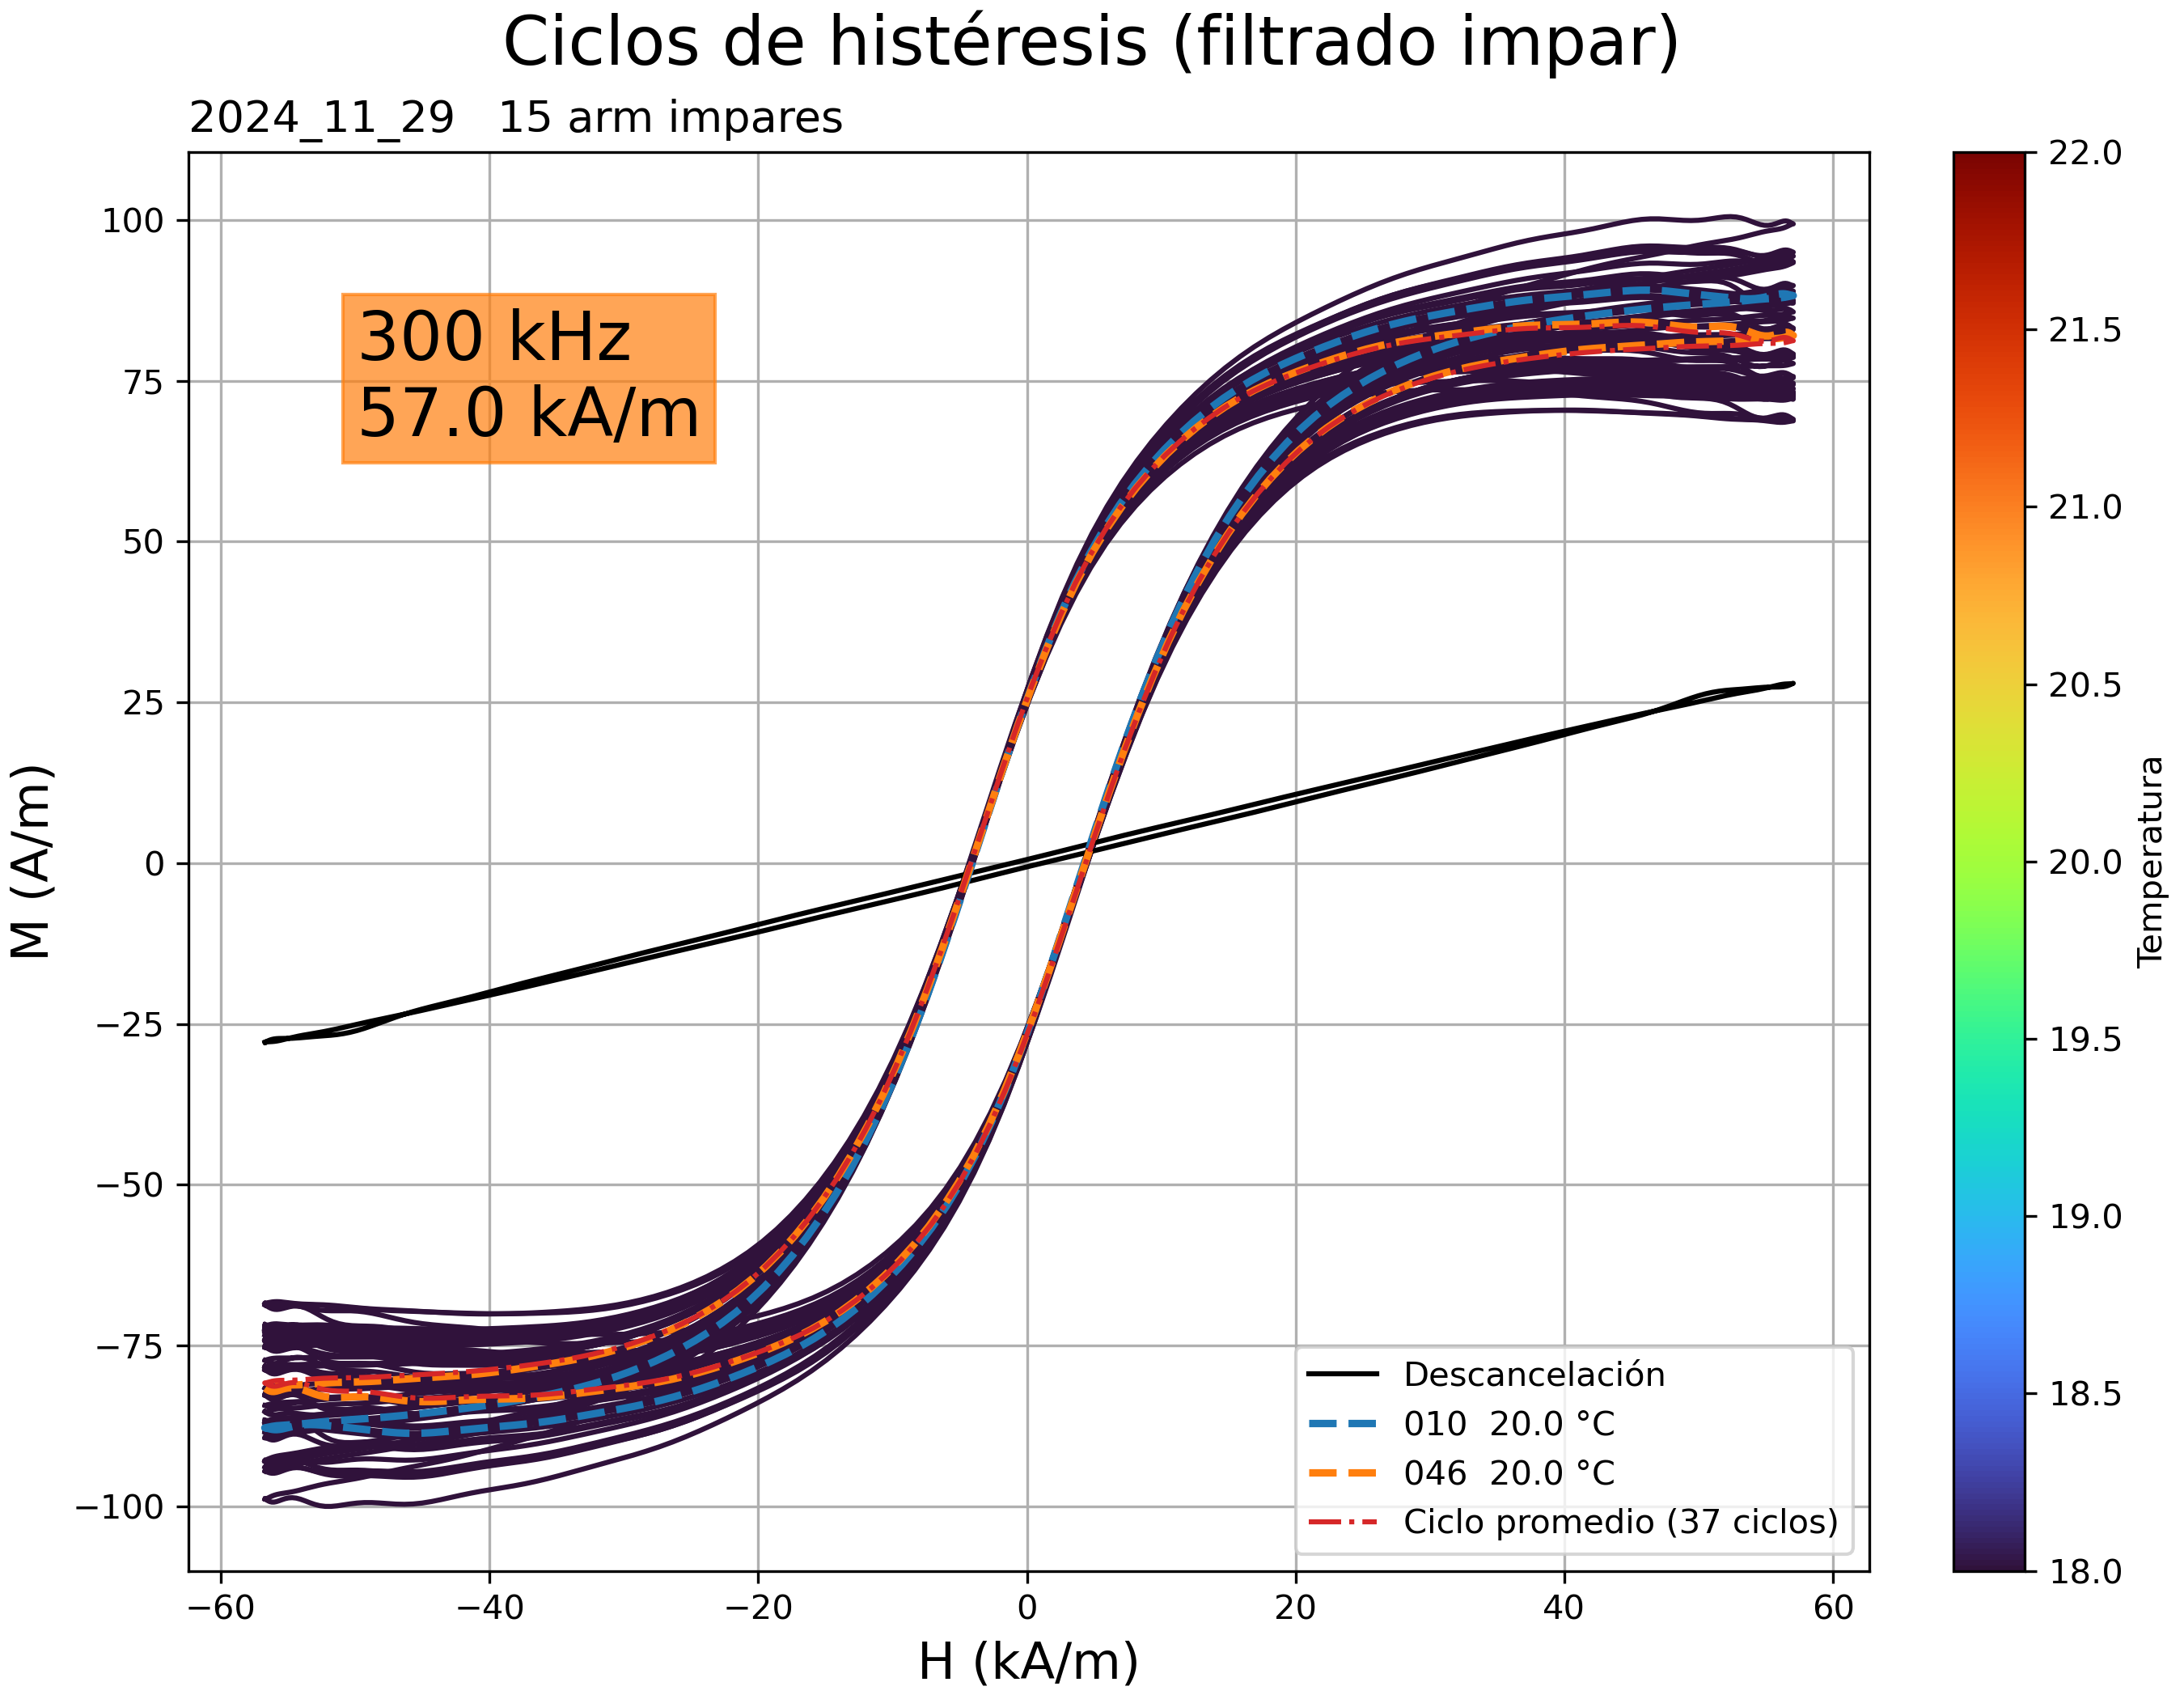 Ciclos de histéresis (filtrado impar)
2024_11_29   15 arm impares
300 kHz
57.0 kA/m
M (A/m)
100
75
50
25
0
−25
−50
−75
−100
−60
−40
−20
0
20
40
60
H (kA/m)
Descancelación
010  20.0 °C
046  20.0 °C
Ciclo promedio (37 ciclos)
22.0
21.5
21.0
20.5
20.0
19.5
19.0
18.5
18.0
Temperatura